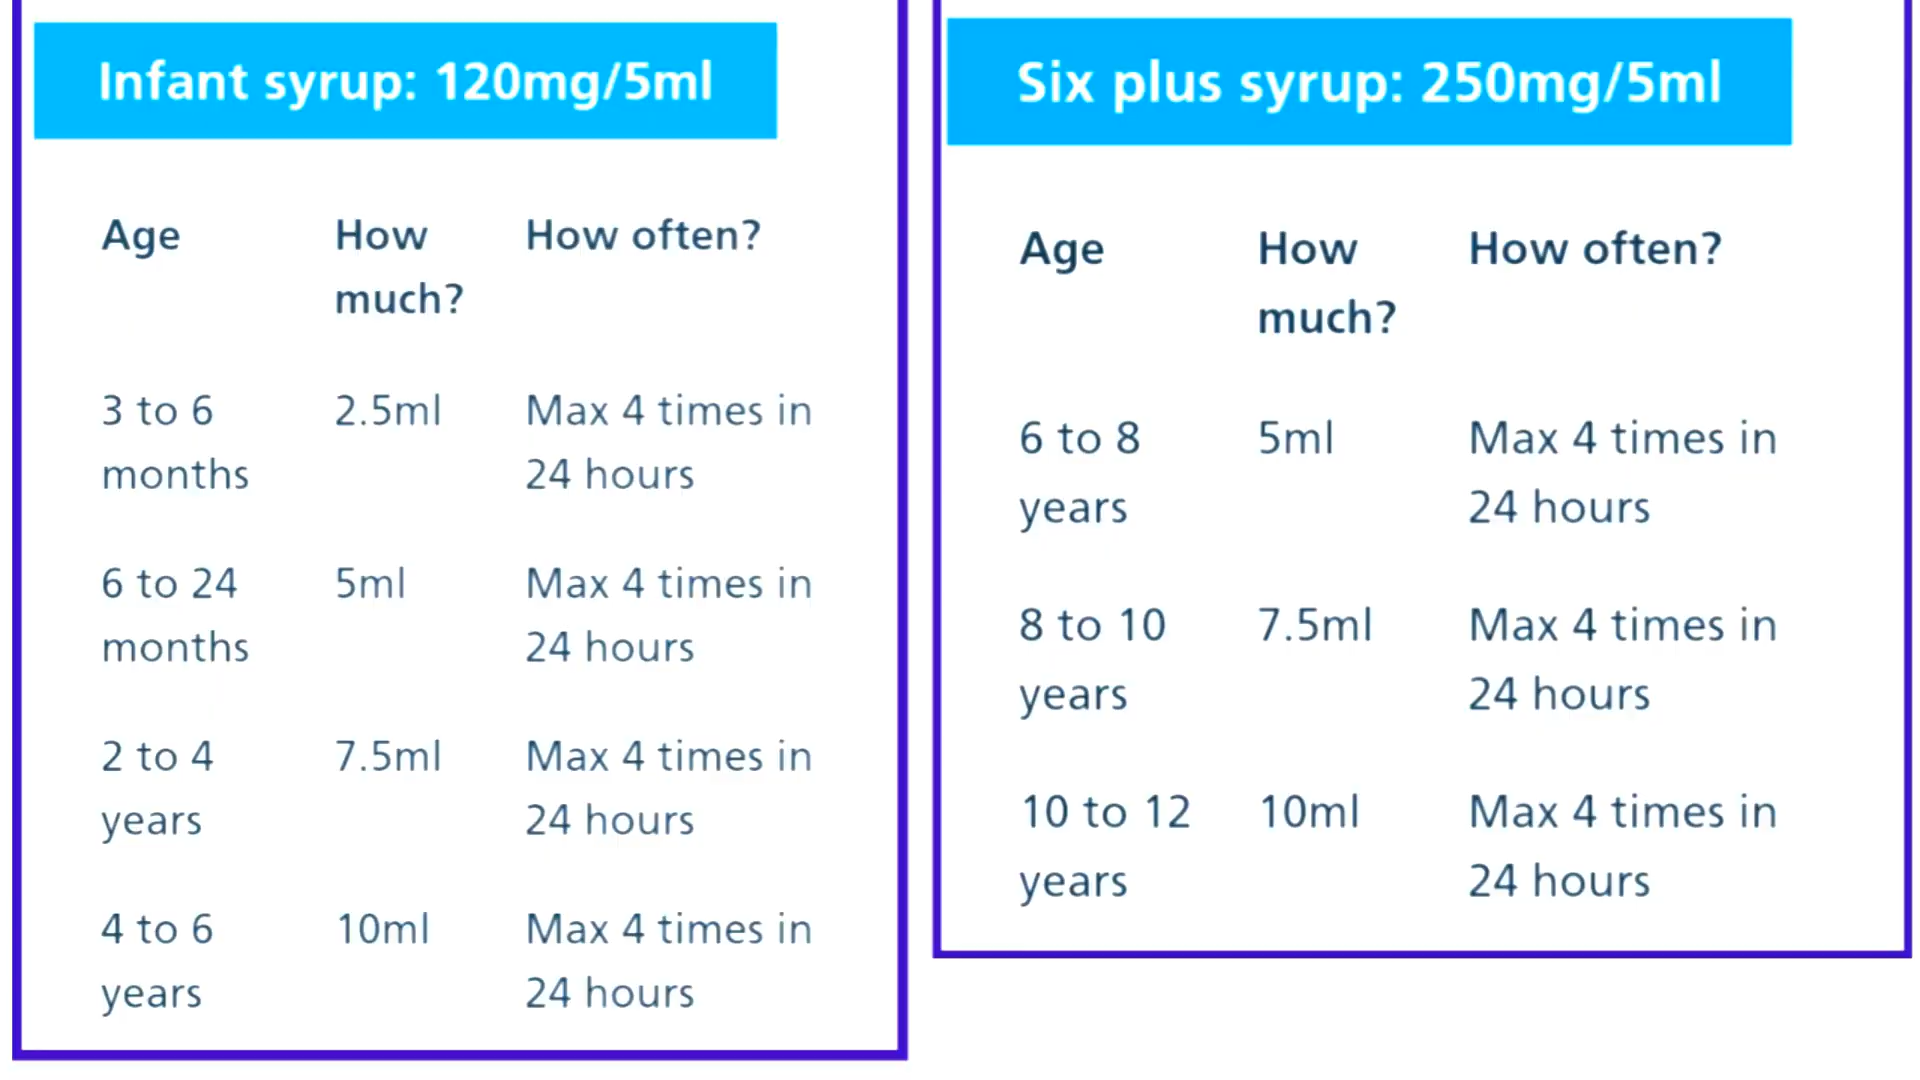 Infant syrup: 120mg/5ml
Age How How often?
much?
3 to 6 2.5ml Max 4 times in
months 24 hours
6 to 24 5ml Max 4 times in
months 24 hours
2 to 4 7.5ml Max 4 times in
years 24 hours
4 to 6 10ml Max 4 times in
years 24 hours
Six plus syrup: 250mg/5ml
Age How How often?
much?
6 to 8 5ml Max 4 times in
years 24 hours
8 to 10 7.5ml Max 4 times in
years 24 hours
10 to 12 10ml Max 4 times in
years 24 hours